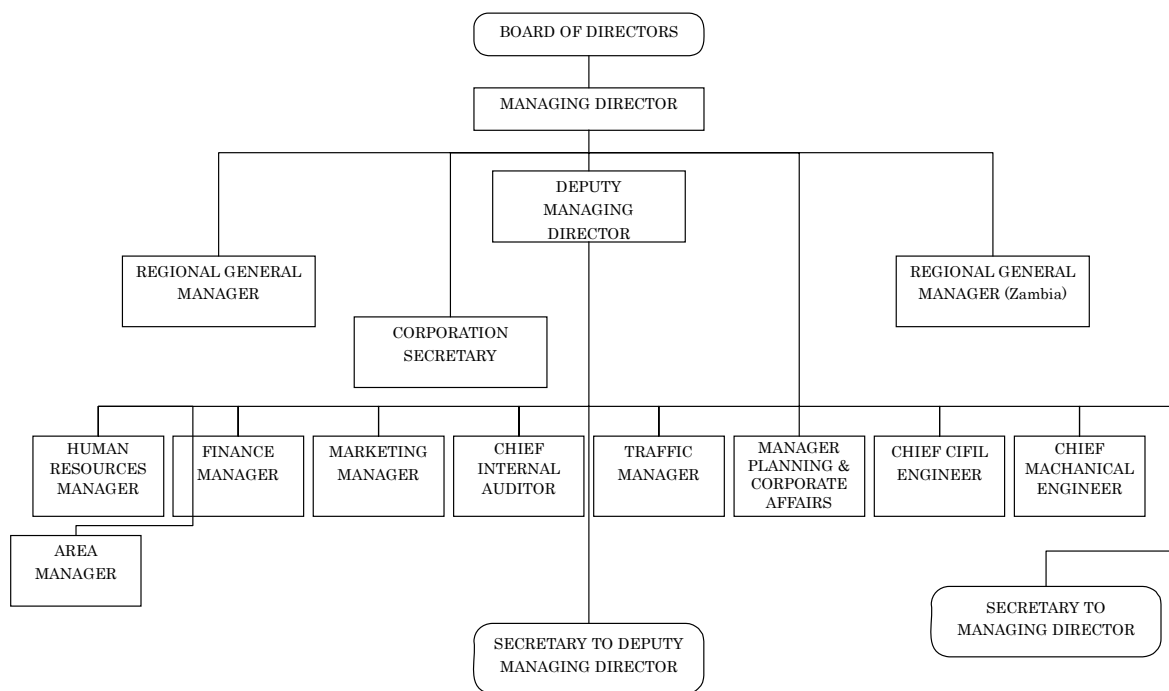 BOARD OF DIRECTORS
MANAGING DIRECTOR
DEPUTY
MANAGING
DIRECTOR
REGIONAL GENERAL
MANAGER
REGIONAL GENERAL
MANAGER (Zambia)
CORPORATION
SECRETARY
HUMAN
RESOURCES
MANAGER
FINANCE
MANAGER
MARKETING
MANAGER
CHIEF
INTERNAL
AUDITOR
TRAFFIC
MANAGER
MANAGER
PLANNING &
CORPORATE
AFFAIRS
CHIEF CIFIL
ENGINEER
CHIEF
MACHANICAL
ENGINEER
AREA
MANAGER
SECRETARY TO
MANAGING DIRECTOR
SECRETARY TO DEPUTY
MANAGING DIRECTOR